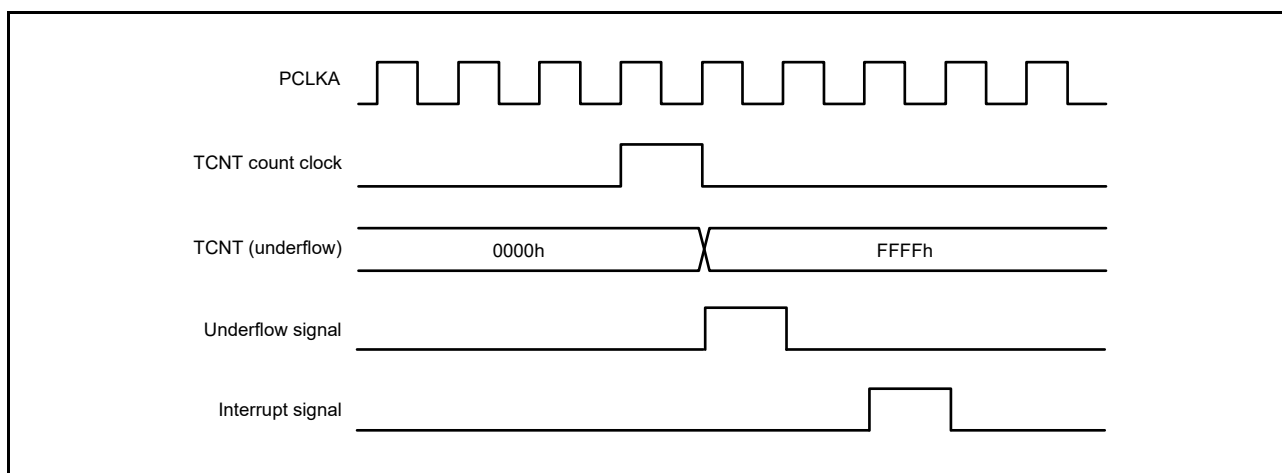 PCLKA
TCNT count clock
TCNT (underflow)
0000h
FFFFh
Underflow signal
Interrupt signal